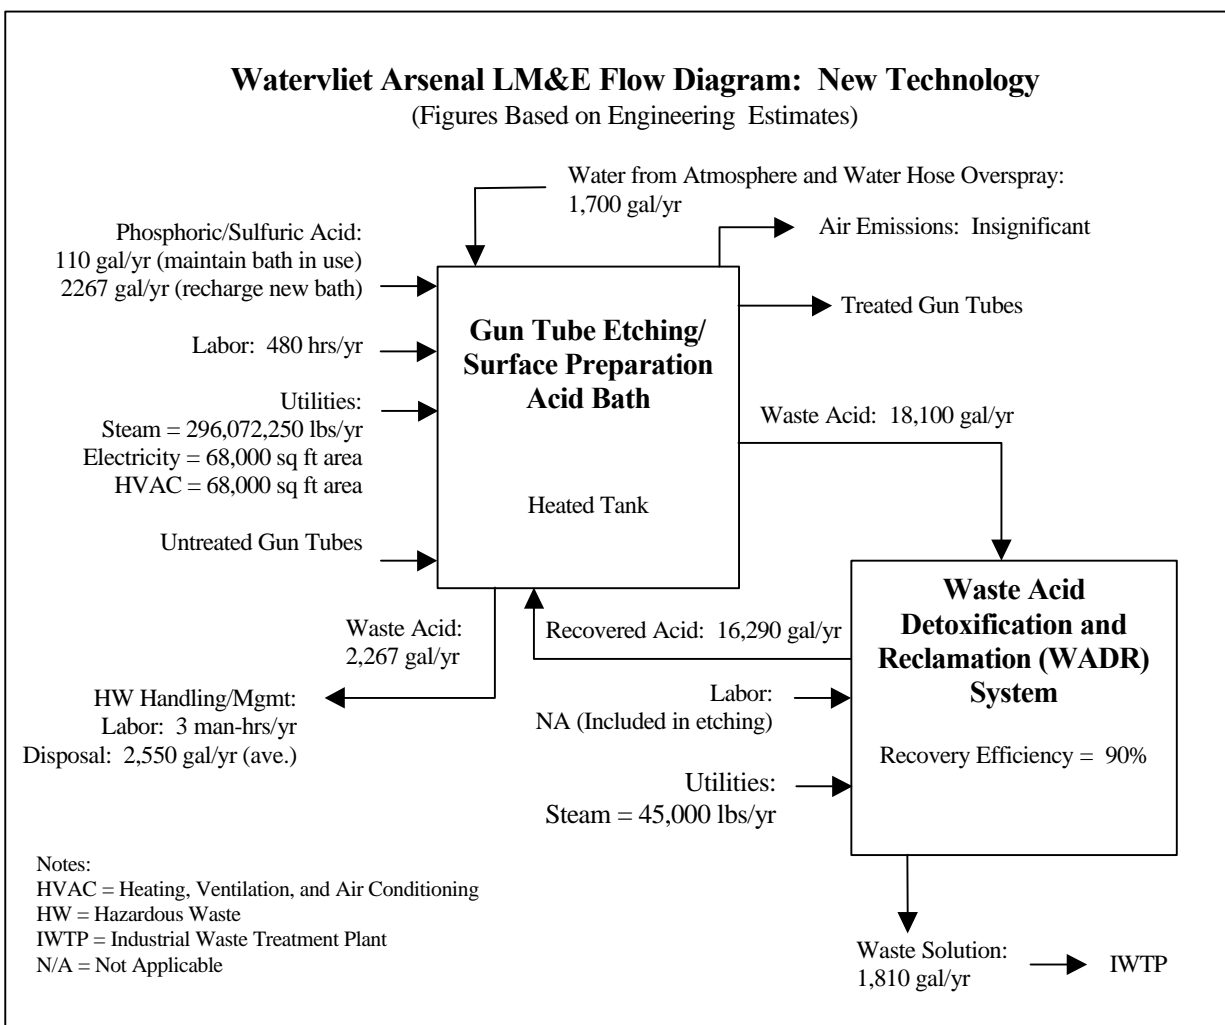 Watervliet Arsenal LM&E Flow Diagram:  New Technology
(Figures Based on Engineering  Estimates)
Water from Atmosphere and Water Hose Overspray:
1,700 gal/yr
Air Emissions:  Insignificant
Phosphoric/Sulfuric Acid:
110 gal/yr (maintain bath in use)
2267 gal/yr (recharge new bath)
Treated Gun Tubes
Gun Tube Etching/
Surface Preparation
Acid Bath
Heated Tank
Labor:  480 hrs/yr
Utilities:
Steam = 296,072,250 lbs/yr
Electricity = 68,000 sq ft area
HVAC = 68,000 sq ft area
Untreated Gun Tubes
Waste Acid:  18,100 gal/yr
Waste Acid:
2,267 gal/yr
Recovered Acid:  16,290 gal/yr
Waste Acid
Detoxification and
Reclamation (WADR)
System
Recovery Efficiency =  90%
HW Handling/Mgmt:
Labor:  3 man-hrs/yr
Disposal:  2,550 gal/yr (ave.)
Labor:
NA (Included in etching)
Utilities:
Steam = 45,000 lbs/yr
Notes:
HVAC = Heating, Ventilation, and Air Conditioning
HW = Hazardous Waste
IWTP = Industrial Waste Treatment Plant
N/A = Not Applicable
Waste Solution:
1,810 gal/yr
IWTP